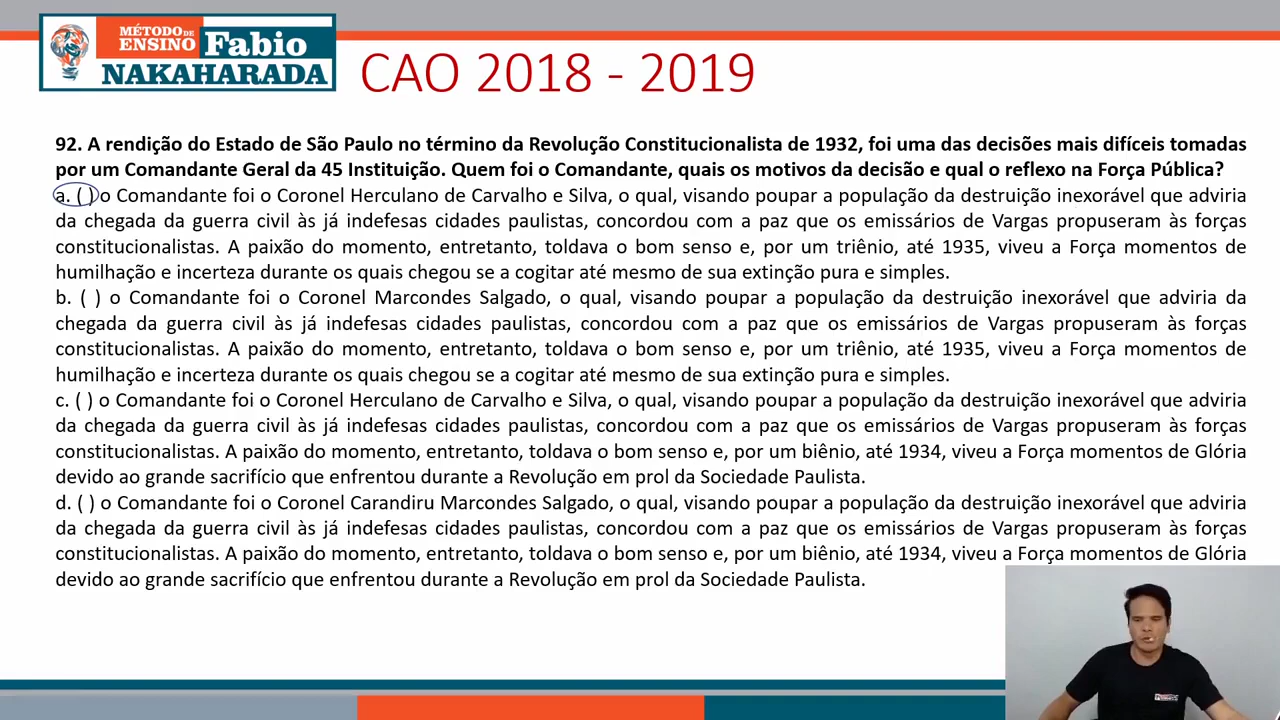 MÉTODO DE
ENSINO Fabio
NAKAHARADA
CAO 2018 - 2019
92. A rendição do Estado de São Paulo no término da Revolução Constitucionalista de 1932, foi uma das decisões mais difíceis tomadas
por um Comandante Geral da 45 Instituição. Quem foi o Comandante, quais os motivos da decisão e qual o reflexo na Força Pública?
a. ( ) o Comandante foi o Coronel Herculano de Carvalho e Silva, o qual, visando poupar a população da destruição inexorável que adviria
da chegada da guerra civil às já indefesas cidades paulistas, concordou com a paz que os emissários de Vargas propuseram às forças
constitucionalistas. A paixão do momento, entretanto, toldava o bom senso e, por um triênio, até 1935, viveu a Força momentos de
humilhação e incerteza durante os quais chegou se a cogitar até mesmo de sua extinção pura e simples.
b. ( ) o Comandante foi o Coronel Marcondes Salgado, o qual, visando poupar a população da destruição inexorável que adviria da
chegada da guerra civil às já indefesas cidades paulistas, concordou com a paz que os emissários de Vargas propuseram às forças
constitucionalistas. A paixão do momento, entretanto, toldava o bom senso e, por um triênio, até 1935, viveu a Força momentos de
humilhação e incerteza durante os quais chegou se a cogitar até mesmo de sua extinção pura e simples.
c. ( ) o Comandante foi o Coronel Herculano de Carvalho e Silva, o qual, visando poupar a população da destruição inexorável que adviria
da chegada da guerra civil às já indefesas cidades paulistas, concordou com a paz que os emissários de Vargas propuseram às forças
constitucionalistas. A paixão do momento, entretanto, toldava o bom senso e, por um biênio, até 1934, viveu a Força momentos de Glória
devido ao grande sacrifício que enfrentou durante a Revolução em prol da Sociedade Paulista.
d. ( ) o Comandante foi o Coronel Carandiru Marcondes Salgado, o qual, visando poupar a população da destruição inexorável que adviria
da chegada da guerra civil às já indefesas cidades paulistas, concordou com a paz que os emissários de Vargas propuseram às forças
constitucionalistas. A paixão do momento, entretanto, toldava o bom senso e, por um biênio, até 1934, viveu a Força momentos de Glória
devido ao grande sacrifício que enfrentou durante a Revolução em prol da Sociedade Paulista.